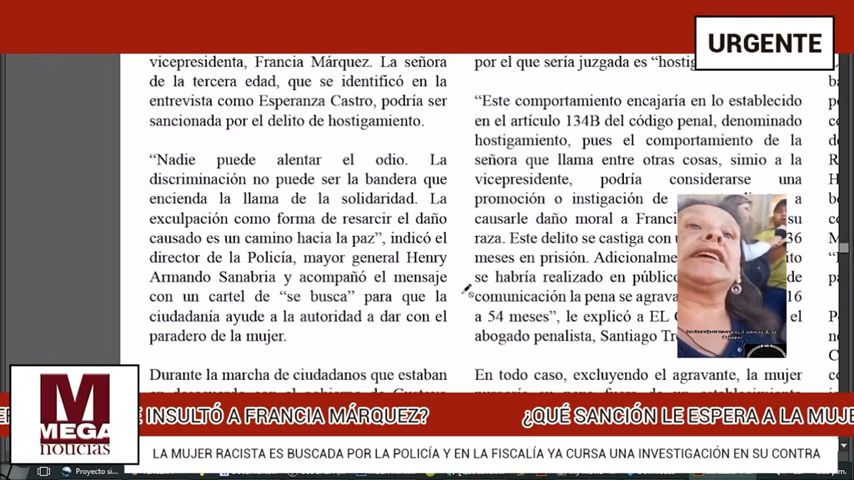 URGENTE
vicepresidenta, Francia Márquez. La señora
de la tercera edad, que se identificó en la
entrevista como Esperanza Castro, podría ser
sancionada por el delito de hostigamiento.
“Nadie puede alentar el odio. La
discriminación no puede ser la bandera que
encienda la llama de la solidaridad. La
exculpación como forma de resarcir el daño
causado es un camino hacia la paz”, indicó el
director de la Policía, mayor general Henry
Armando Sanabria y acompañó el mensaje
con un cartel de “se busca” para que la
ciudadanía ayude a la autoridad a dar con el
paradero de la mujer.
Durante la marcha de ciudadanos que estaban
por el que sería juzgada es “hostig
“Este comportamiento encajaría en lo establecido
en el artículo 134B del código penal, denominado
hostigamiento, pues el comportamiento de la
señora que llama entre otras cosas, simio a la
vicepresidente, podría considerarse una
promoción o instigación de a
causarle daño moral a Franci su
raza. Este delito se castiga con 36
meses en prisión. Adicionalme ito
se habría realizado en público de
comunicación la pena se agrava 16
a 54 meses”, le explicó a EL el
abogado penalista, Santiago Tr
En todo caso, excluyendo el agravante, la mujer
MEGA
noticias
E INSULTÓ A FRANCIA MÁRQUEZ? ¿QUÉ SANCIÓN LE ESPERA A LA MUJE
LA MUJER RACISTA ES BUSCADA POR LA POLICÍA Y EN LA FISCALÍA YA CURSA UNA INVESTIGACIÓN EN SU CONTRA
Proyecto si...